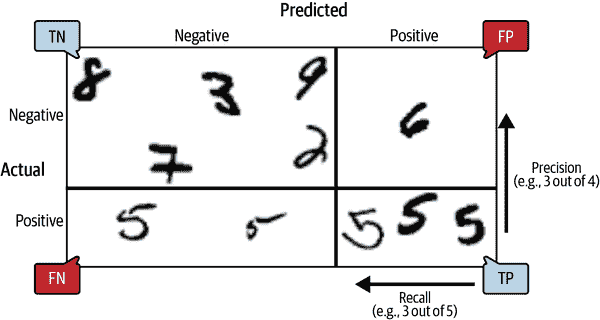 Predicted
TN
Negative
Positive
FP
8
3
9
Negative
6
7
2
Actual
Precision
(e.g., 3 out of 4)
Positive
5
5
5
5
5
FN
Recall
(e.g., 3 out of 5)
TP